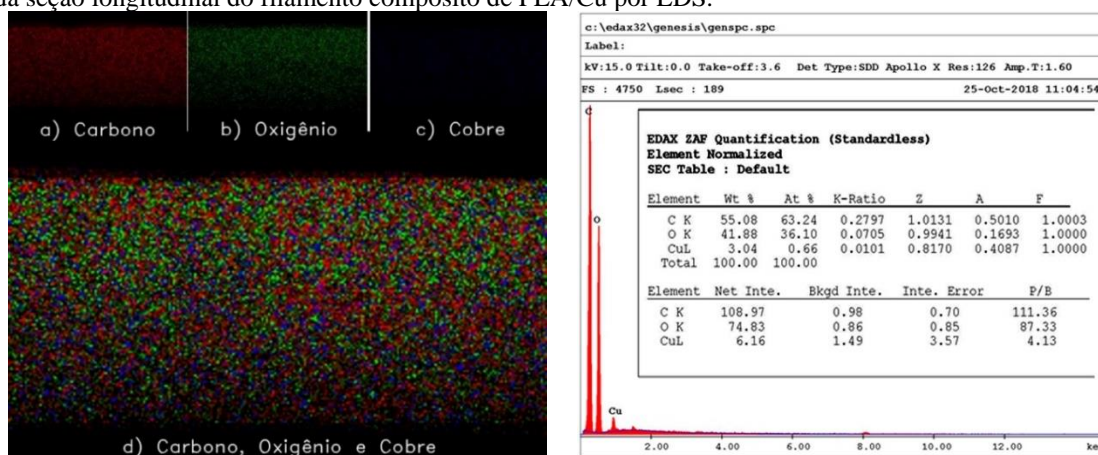 da seção longitudinal do filamento compósito de PLA/Cu por EDS.
a) Carbono b) Oxigênio c) Cobre
d) Carbono, Oxigênio e Cobre
c:\edax32\genesis\genspc.spc
Label:
kV:15.0 Tilt:0.0 Take-off:3.6 Det Type:SDD Apollo X Res:126 Amp.T:1.60
FS : 4750 Lsec : 189 25-Oct-2018 11:04:54
C
EDAX ZAF Quantification (Standardless)
Element Normalized
SEC Table : Default
Element Wt % At % K-Ratio Z A F
C K 55.08 63.24 0.2797 1.0131 0.5010 1.0003
O K 41.88 36.10 0.0705 0.9941 0.1693 1.0000
CuL 3.04 0.66 0.0101 0.8170 0.4087 1.0000
Total 100.00 100.00
Element Net Inte. Bkgd Inte. Inte. Error P/B
C K 108.97 0.98 0.70 111.36
O K 74.83 0.86 0.85 87.33
CuL 6.16 1.49 3.57 4.13
O
Cu
2.00 4.00 6.00 8.00 10.00 12.00 ke